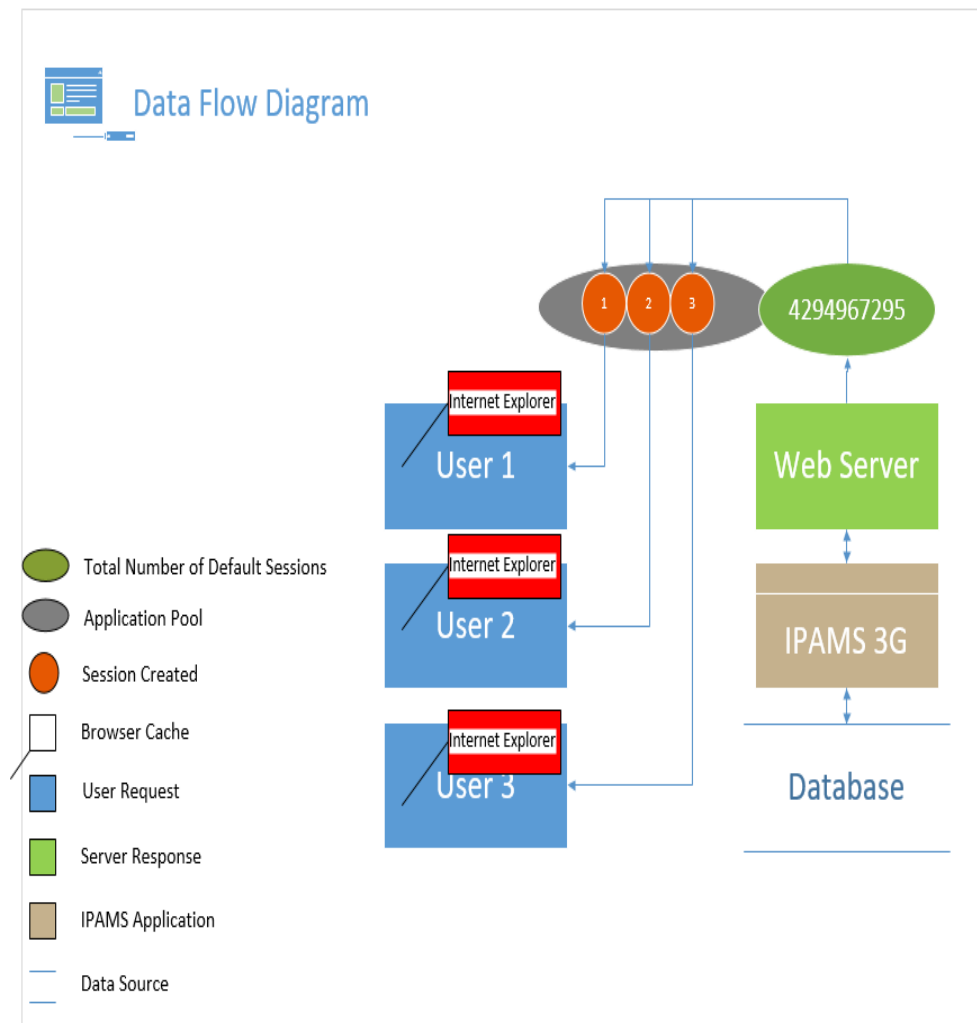 Data Flow Diagram
1
2
3
4294967295
Internet Explorer
User 1
Web Server
Internet Explorer
User 2
IPAMS 3G
Internet Explorer
User 3
Database
Total Number of Default Sessions
Application Pool
Session Created
Browser Cache
User Request
Server Response
IPAMS Application
Data Source